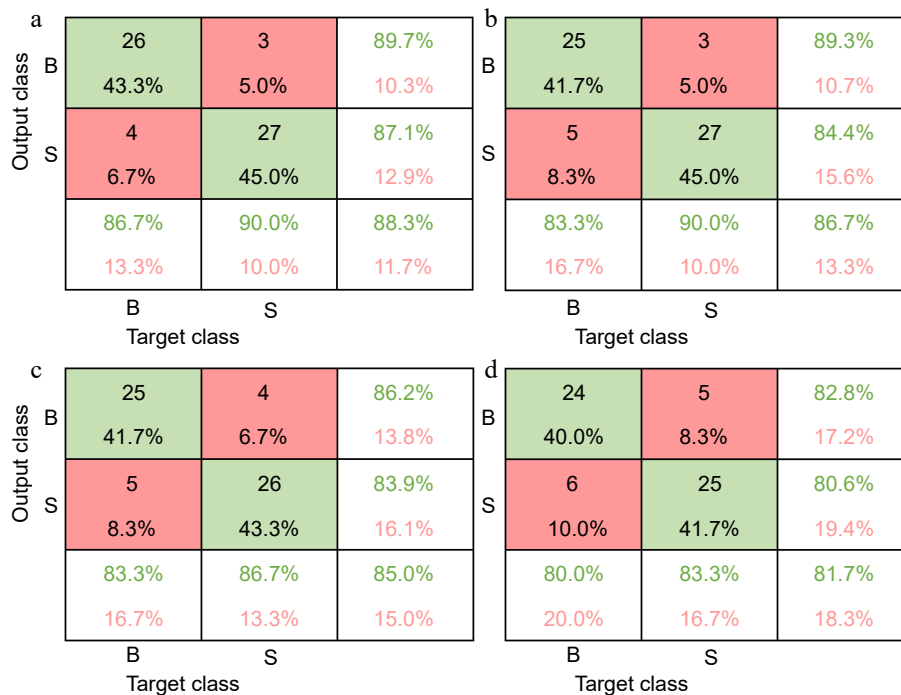 a
26 3 89.7%
B
43.3% 5.0% 10.3%
4 27 87.1%
S
6.7% 45.0% 12.9%
86.7% 90.0% 88.3%
13.3% 10.0% 11.7%
B S
Target class
Output class
b
25 3 89.3%
B
41.7% 5.0% 10.7%
5 27 84.4%
S
8.3% 45.0% 15.6%
83.3% 90.0% 86.7%
16.7% 10.0% 13.3%
B S
Target class
c
25 4 86.2%
B
41.7% 6.7% 13.8%
5 26 83.9%
S
8.3% 43.3% 16.1%
83.3% 86.7% 85.0%
16.7% 13.3% 15.0%
B S
Target class
Output class
d
24 5 82.8%
B
40.0% 8.3% 17.2%
6 25 80.6%
S
10.0% 41.7% 19.4%
80.0% 83.3% 81.7%
20.0% 16.7% 18.3%
B S
Target class